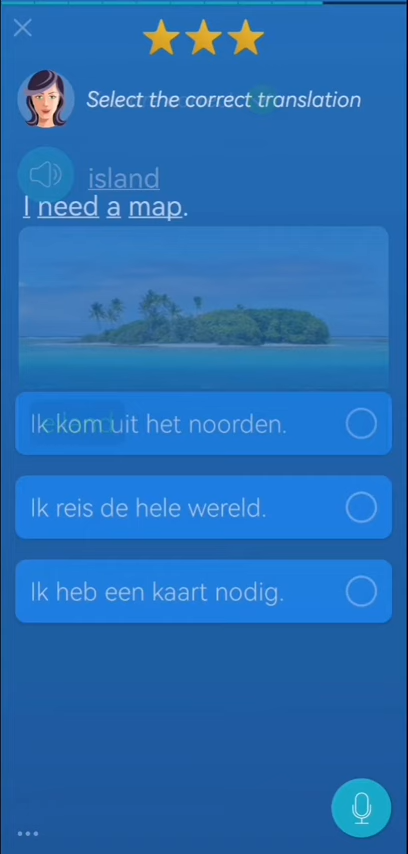 Select the correct translation
island
I need a map.
Ik kom uit het noorden.
Ik reis de hele wereld.
Ik heb een kaart nodig.